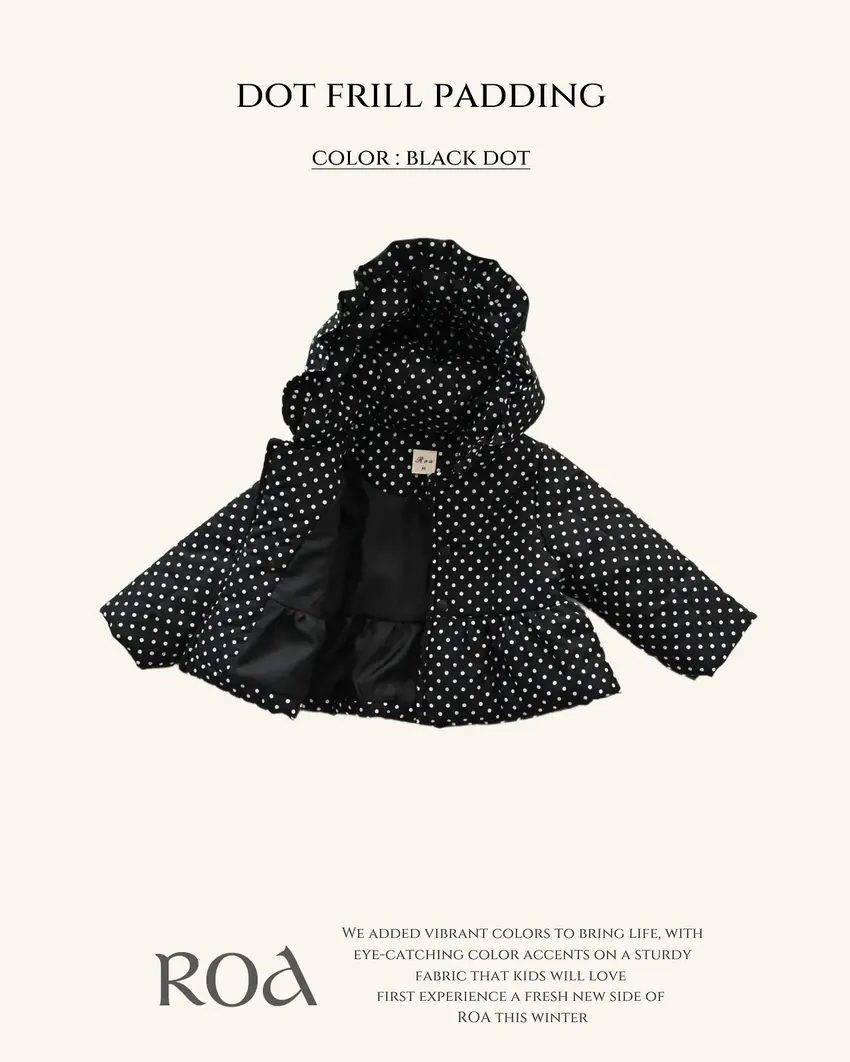 DOT FRILL PADDING
COLOR : BLACK DOT
Roa
ROA
WE ADDED VIBRANT COLORS TO BRING LIFE, WITH
EYE-CATCHING COLOR ACCENTS ON A STURDY
FABRIC THAT KIDS WILL LOVE
FIRST EXPERIENCE A FRESH NEW SIDE OF
ROA THIS WINTER